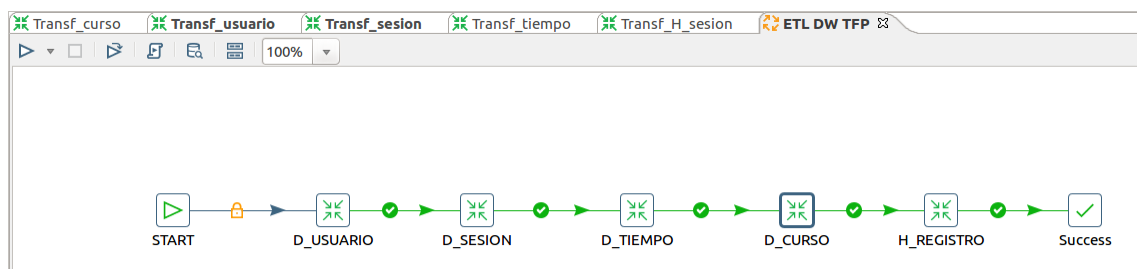 Transf_curso Transf_usuario Transf_sesion Transf_tiempo Transf_H_sesion ETL DW TFP
100%
START D_USUARIO D_SESION D_TIEMPO D_CURSO H_REGISTRO Success